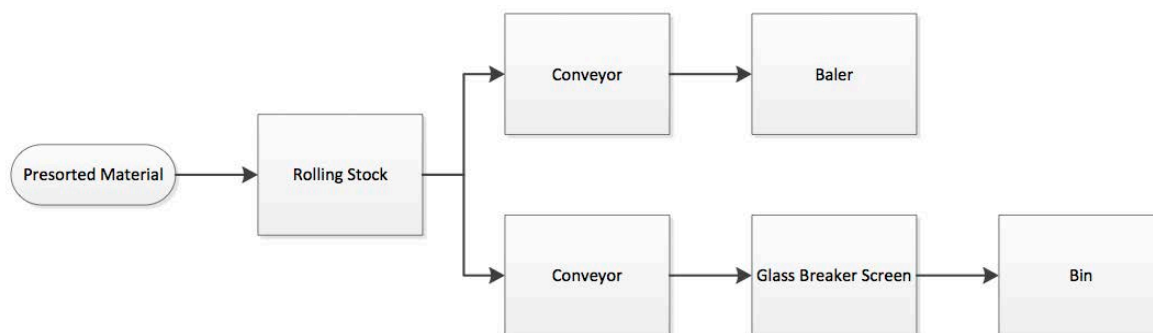 Presorted Material
Rolling Stock
Conveyor
Baler
Conveyor
Glass Breaker Screen
Bin